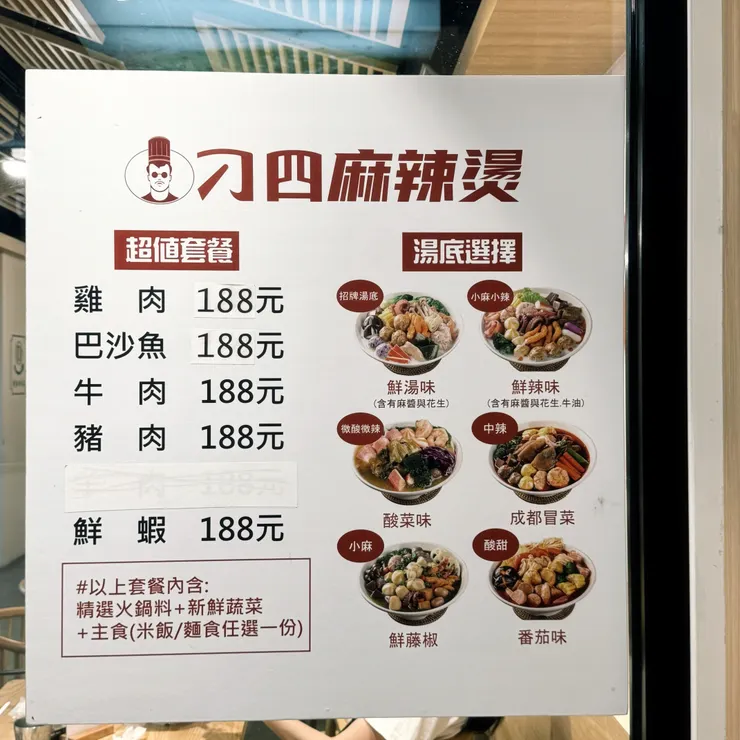 刁四麻辣燙
超值套餐
雞肉 188元
巴沙魚 188元
牛肉 188元
豬肉 188元
鮮蝦 188元
#以上套餐內含:
精選火鍋料+新鮮蔬菜
+主食(米飯/麵食任選一份)
湯底選擇
招牌湯底
鮮湯味
(含有麻醬與花生)
小麻小辣
鮮辣味
(含有麻醬與花生.牛油)
微酸微辣
酸菜味
中辣
成都冒菜
小麻
鮮藤椒
酸甜
番茄味